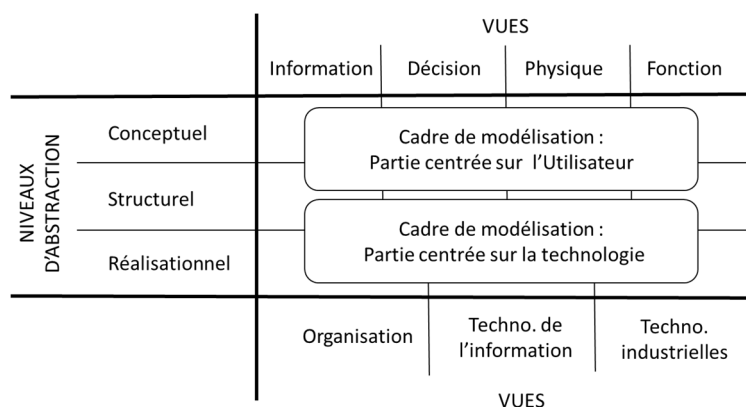 VUES
Information
Décision
Physique
Fonction
NIVEAUX
D'ABSTRACTION
Conceptuel
Cadre de modélisation :
Partie centrée sur l'Utilisateur
Structurel
Cadre de modélisation :
Partie centrée sur la technologie
Réalisationnel
Organisation
Techno. de
l'information
Techno.
industrielles
VUES